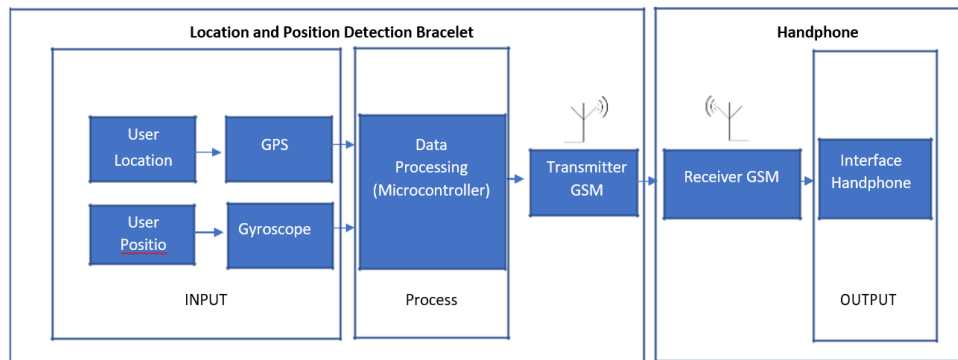 Location and Position Detection Bracelet
Handphone
User
Location
GPS
Data
Processing
(Microcontroller)
Transmitter
GSM
Receiver GSM
Interface
Handphone
User
Positio
Gyroscope
INPUT
Process
OUTPUT